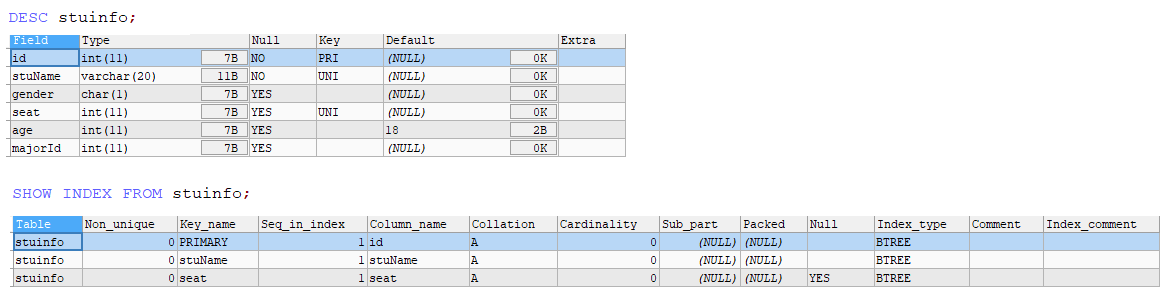 DESC stuinfo;
Field Type Null Key Default Extra
id int(11) 7B NO PRI (NULL) 0K
stuName varchar(20) 11B NO UNI (NULL) 0K
gender char(1) 7B YES (NULL) 0K
seat int(11) 7B YES UNI (NULL) 0K
age int(11) 7B YES 18 2B
majorId int(11) 7B YES (NULL) 0K
SHOW INDEX FROM stuinfo;
Table Non_unique Key_name Seq_in_index Column_name Collation Cardinality Sub_part Packed Null Index_type Comment Index_comment
stuinfo 0 PRIMARY 1 id A 0 (NULL) (NULL) BTREE
stuinfo 0 stuName 1 stuName A 0 (NULL) (NULL) BTREE
stuinfo 0 seat 1 seat A 0 (NULL) (NULL) YES BTREE